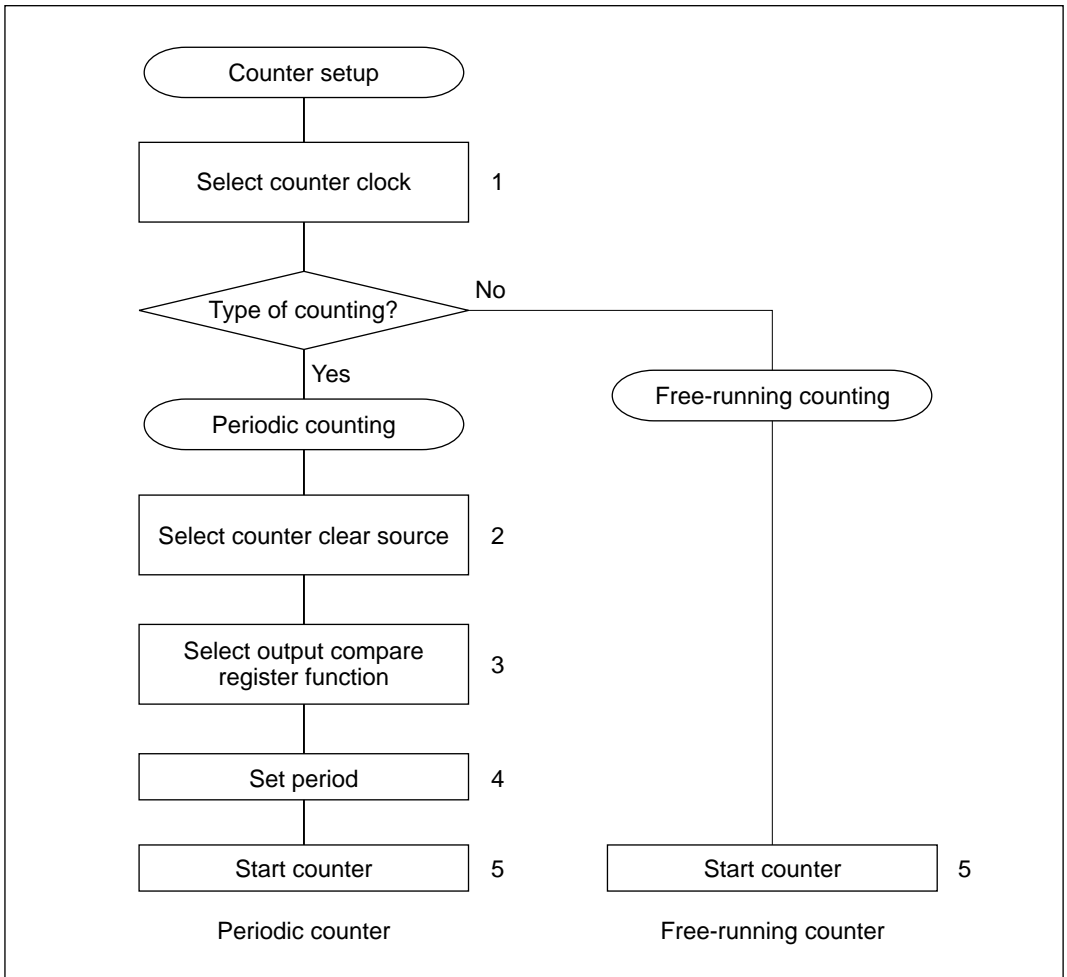 Counter setup
Select counter clock
1
Type of counting?
No
Yes
Periodic counting
Free-running counting
Select counter clear source
2
Select output compare
register function
3
Set period
4
Start counter
5
Start counter
5
Periodic counter
Free-running counter